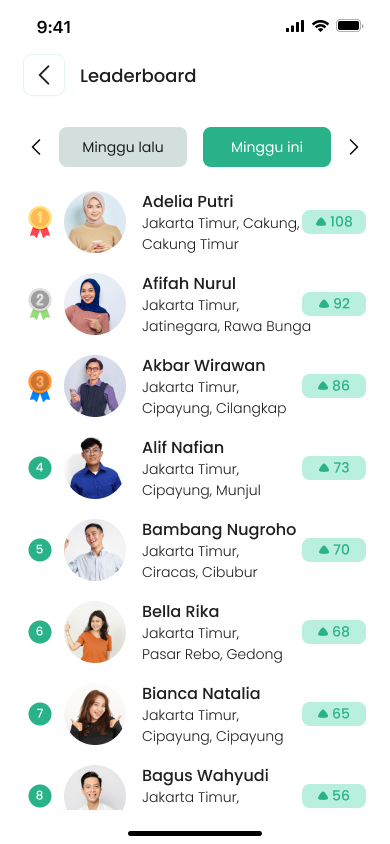 9:41
Leaderboard
Minggu lalu
Minggu ini
1
Adelia Putri
Jakarta Timur, Cakung,
Cakung Timur
108
2
Afifah Nurul
Jakarta Timur,
Jatinegara, Rawa Bunga
92
3
Akbar Wirawan
Jakarta Timur,
Cipayung, Cilangkap
86
4
Alif Nafian
Jakarta Timur,
Cipayung, Munjul
73
5
Bambang Nugroho
Jakarta Timur,
Ciracas, Cibubur
70
6
Bella Rika
Jakarta Timur,
Pasar Rebo, Gedong
68
7
Bianca Natalia
Jakarta Timur,
Cipayung, Cipayung
65
8
Bagus Wahyudi
Jakarta Timur,
56